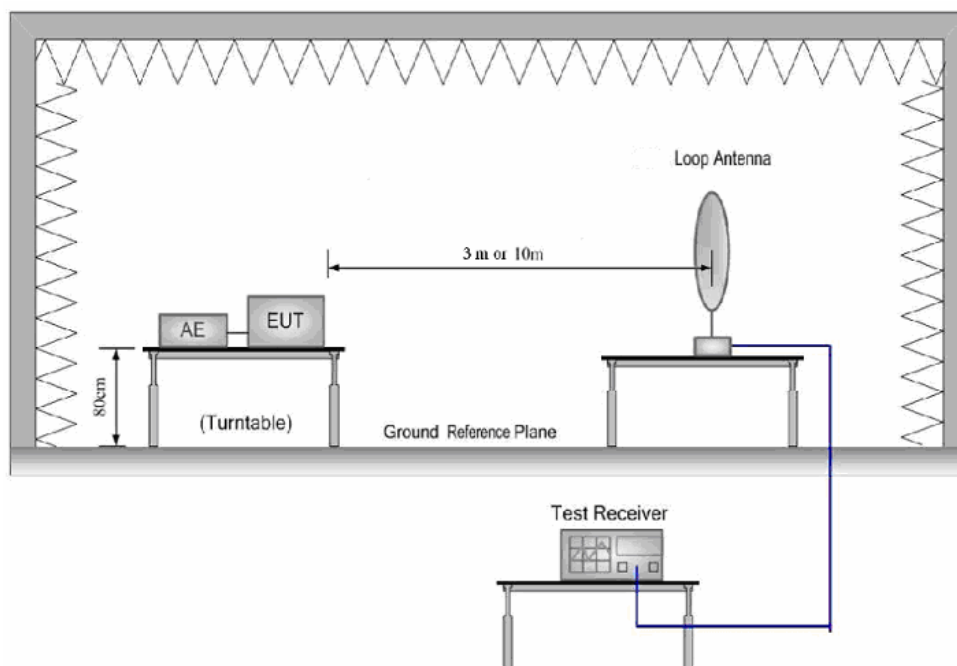 Loop Antenna
3 m or 10m
AE
EUT
80cm
(Turntable)
Ground Reference Plane
Test Receiver